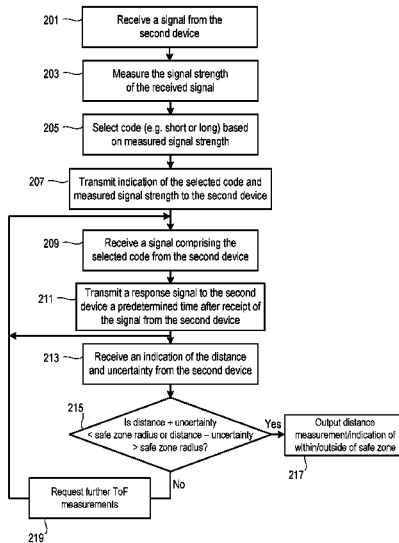 201
Receive a signal from the
second device
203
Measure the signal strength
of the received signal
205
Select code (e.g. short or long) based
on measured signal strength
207
Transmit indication of the selected code and
measured signal strength to the second device
209
Receive a signal comprising the
selected code from the second device
211
Transmit a response signal to the second
device a predetermined time after receipt of
the signal from the second device
213
Receive an indication of the distance
and uncertainty from the second device
215
Is distance + uncertainty
< safe zone radius or distance – uncertainty
> safe zone radius?
Yes
Output distance
measurement/indication of
within/outside of safe zone
217
No
Request further ToF
measurements
219